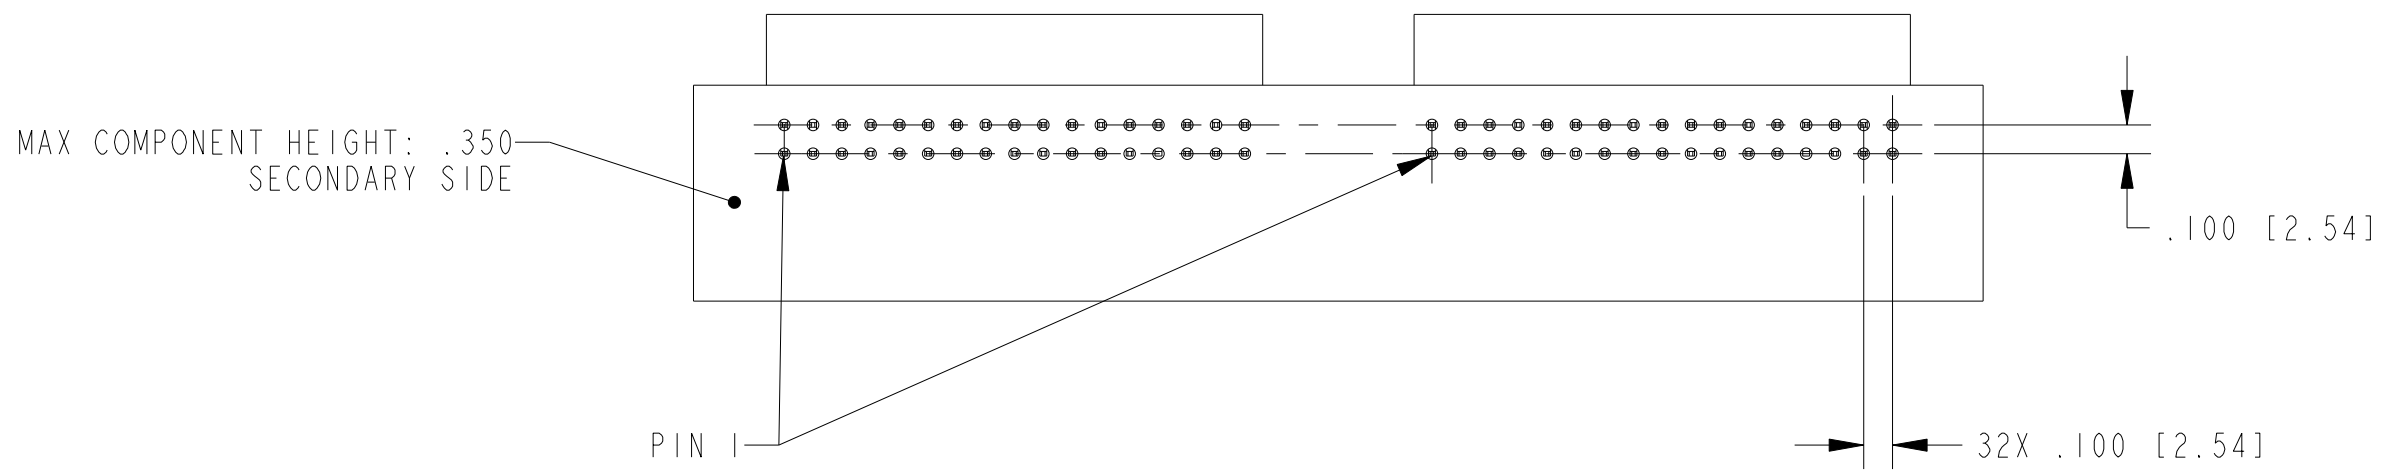 MAX COMPONENT HEIGHT: .350
SECONDARY SIDE
.100 [2.54]
PIN 1
32X .100 [2.54]